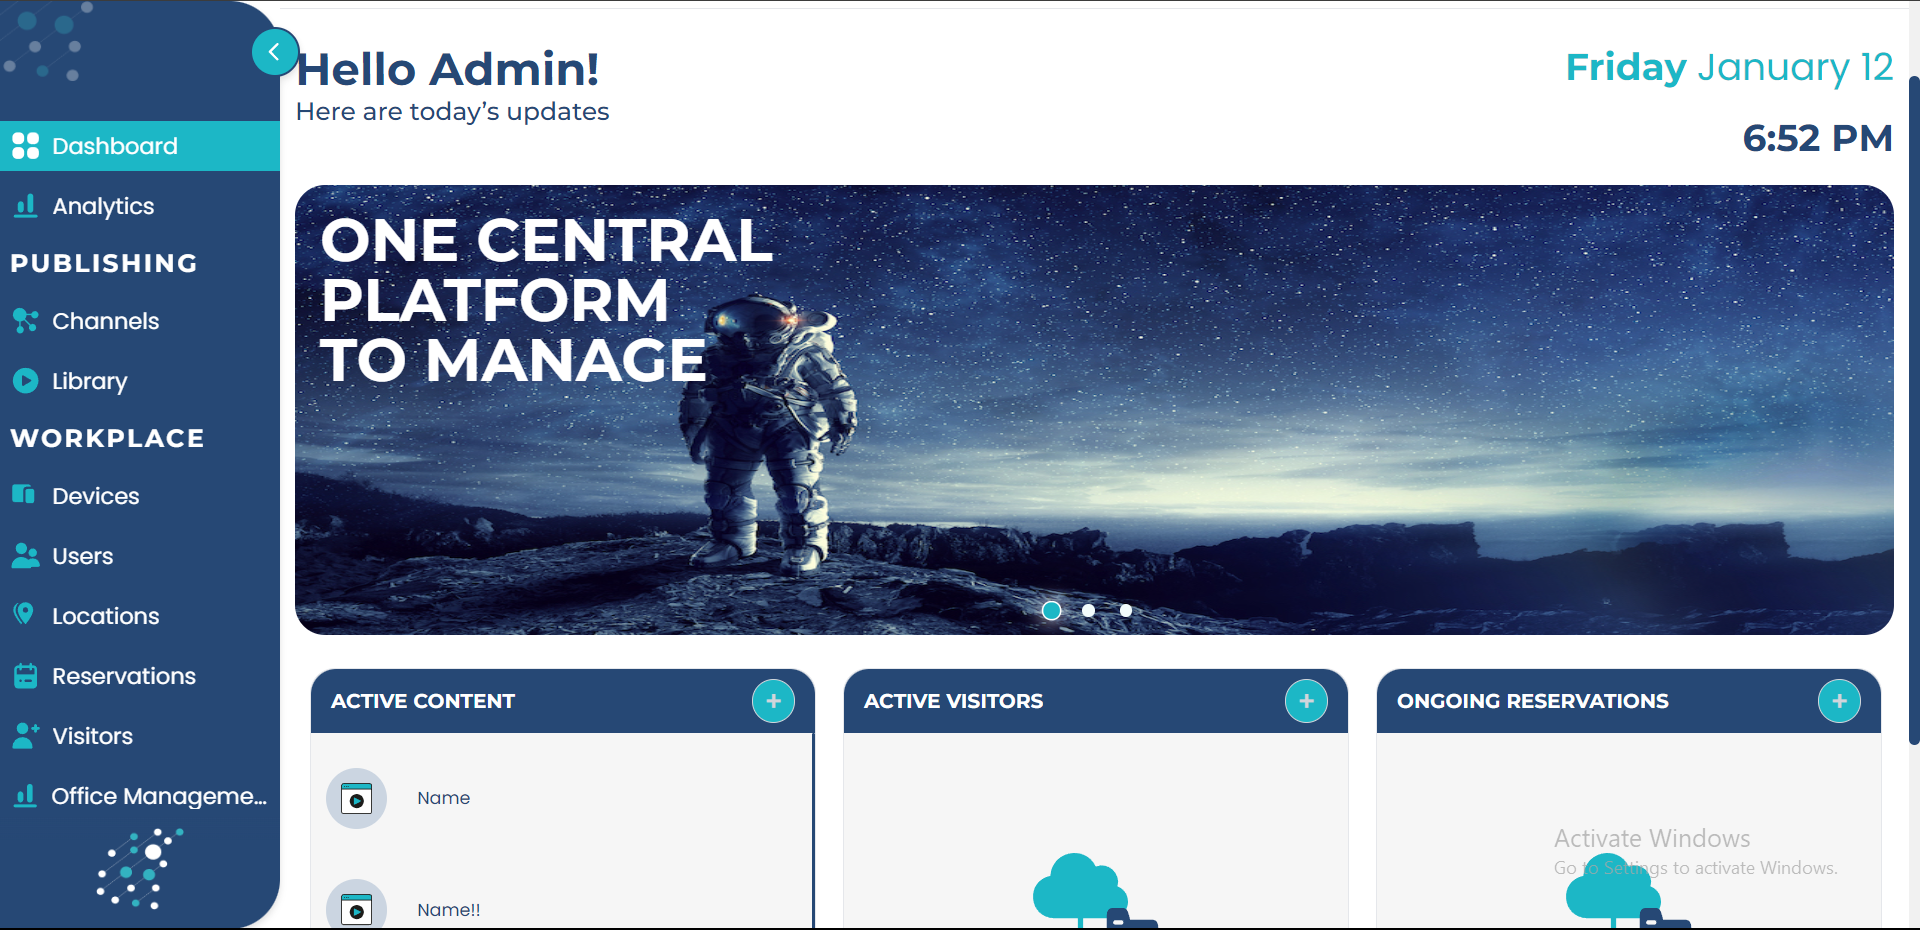 Dashboard
Analytics
PUBLISHING
Channels
Library
WORKPLACE
Devices
Users
Locations
Reservations
Visitors
Office Manageme...
Hello Admin!
Here are today’s updates
Friday January 12
6:52 PM
ONE CENTRAL
PLATFORM
TO MANAGE
ACTIVE CONTENT
Name
Name!!
ACTIVE VISITORS
ONGOING RESERVATIONS
Activate Windows
Go to Settings to activate Windows.